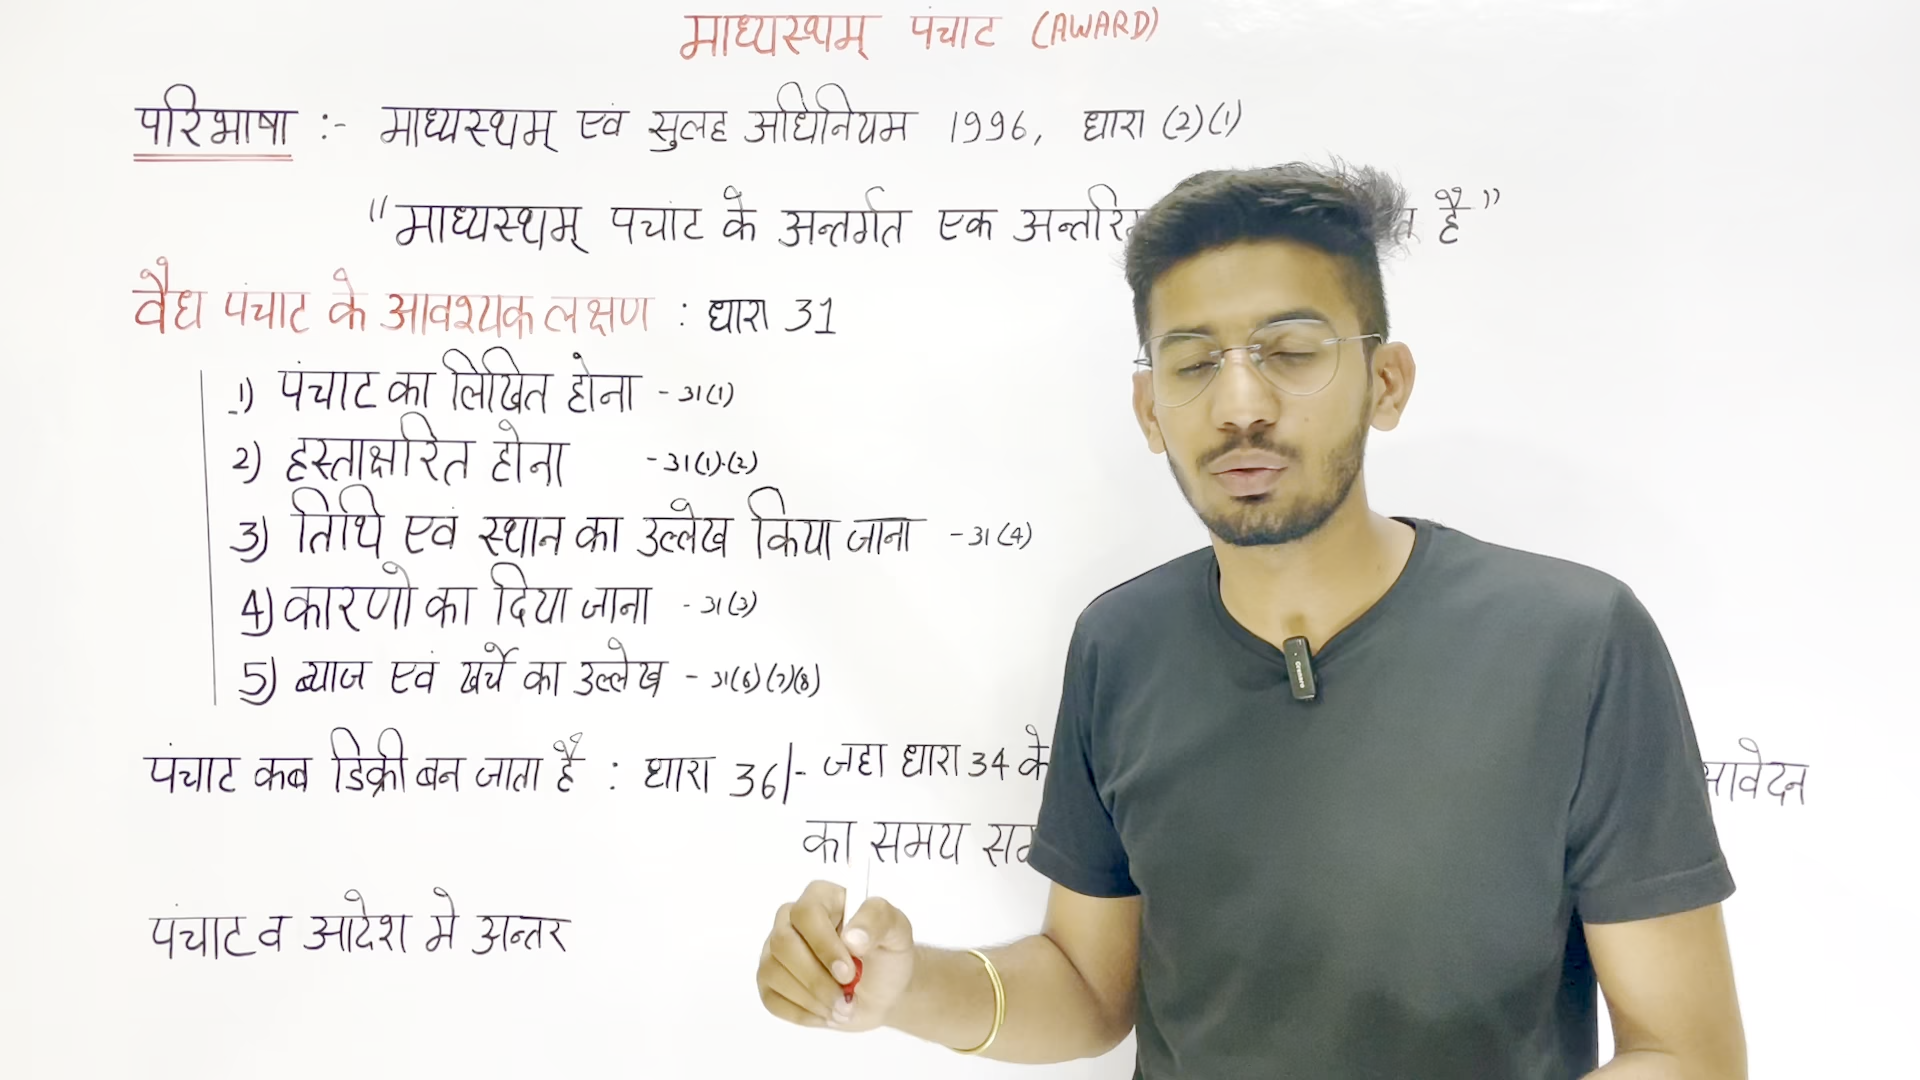 माध्यस्थम् पंचाट (AWARD)
परिभाषा :- माध्यस्थम् एवं सुलह अधिनियम 1996, धारा (2)(1)
"माध्यस्थम् पचांट के अन्तर्गत एक है"
वैध पंचाट के आवश्यक लक्षण : धारा 31
1) पंचाट का लिखित होना - 31(1)
2) हस्ताक्षरित होना - 31(1)·(2)
3) तिथि एवं स्थान का उल्लेख किया जाना - 31(4)
4) कारणो का दिया जाना - 31(3)
5) ब्याज एवं खर्चे का उल्लेख - 31(6)(7)(8)
पंचाट कब डिक्री बन जाता है : धारा 36/- जहा धारा 34 के आवेदन
का समय
पंचाट व आदेश मे अन्तर